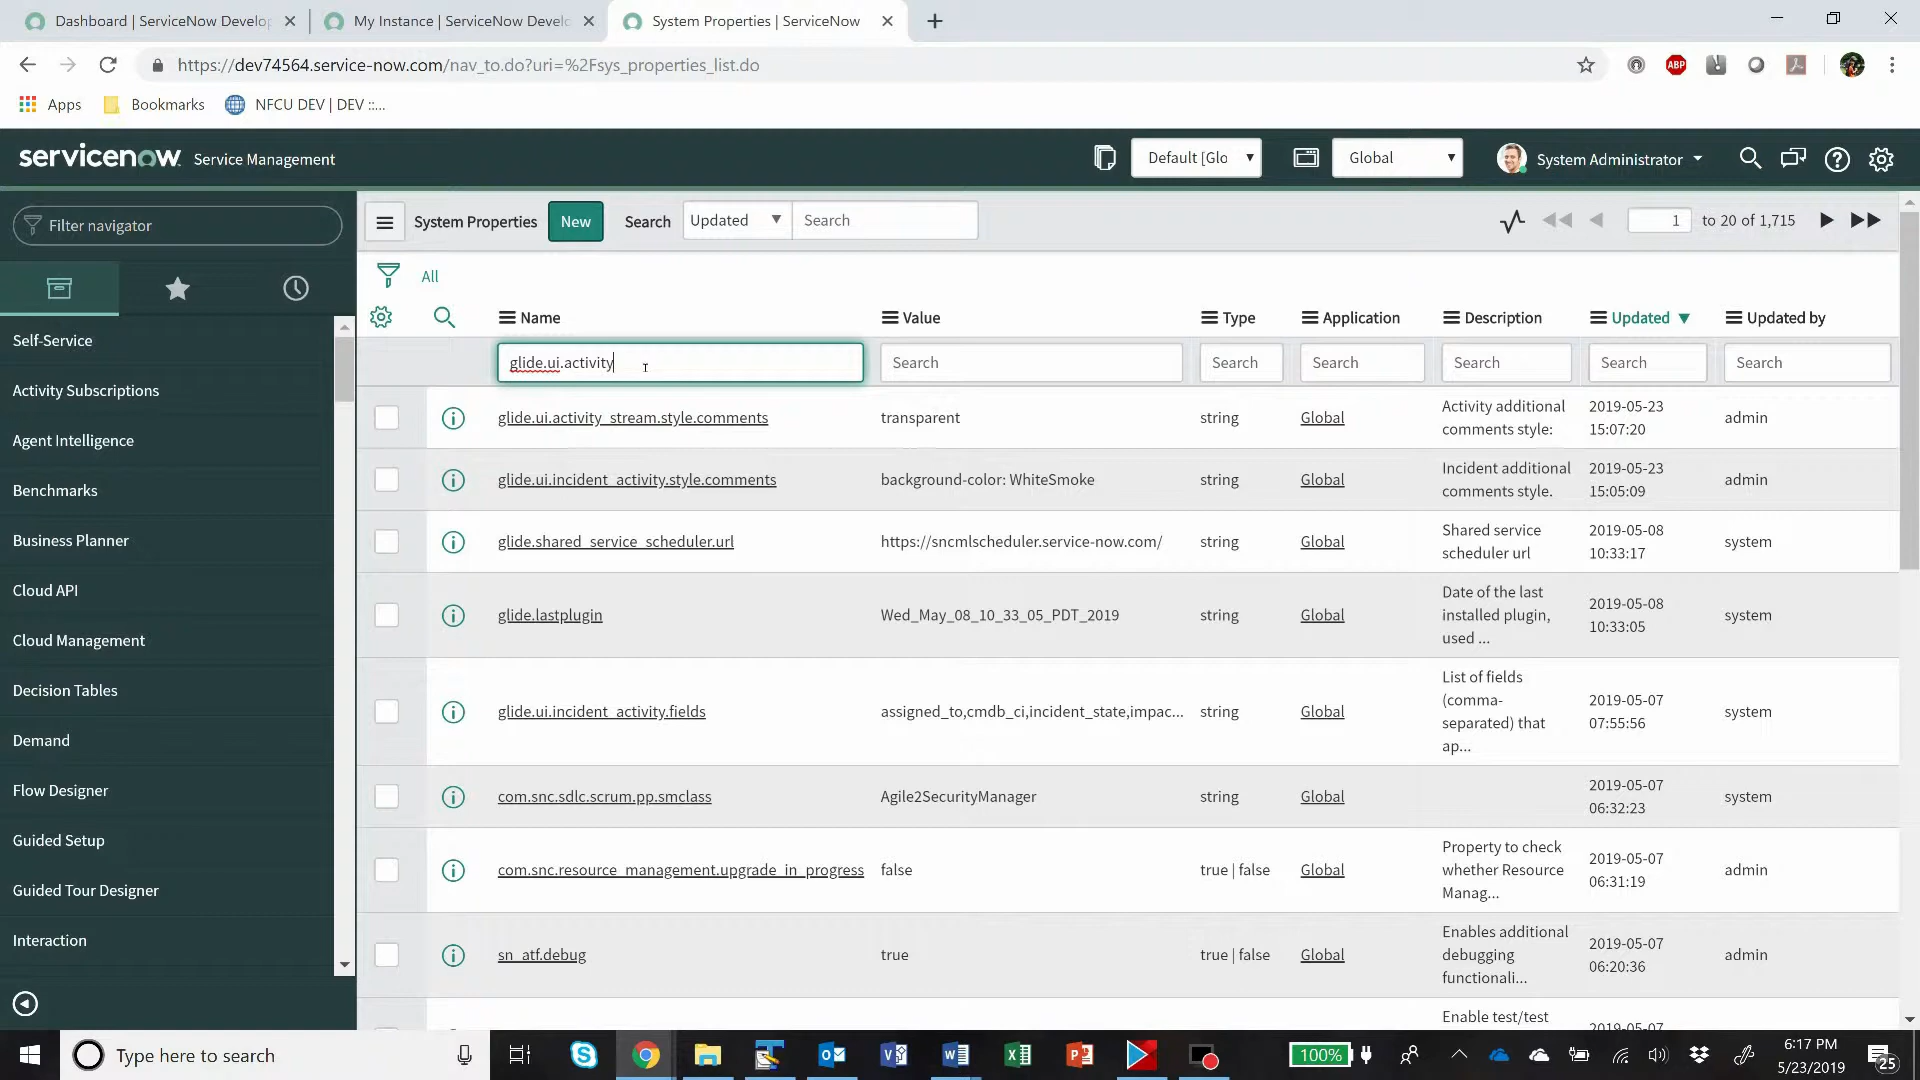 Dashboard | ServiceNow Develop
My Instance | ServiceNow Develo
System Properties | ServiceNow
https://dev74564.service-now.com/nav_to.do?uri=%2Fsys_properties_list.do
ABP
Apps
Bookmarks
NFCU DEV | DEV ::...
servicenow
Service Management
Default [Glo
Global
System Administrator
Filter navigator
System Properties
New
Search
Updated
Search
1
to 20 of 1,715
All
Name
Value
Type
Application
Description
Updated
Updated by
glide.ui.activity
Search
Search
Search
Search
Search
Search
Self-Service
Activity Subscriptions
Agent Intelligence
Benchmarks
Business Planner
Cloud API
Cloud Management
Decision Tables
Demand
Flow Designer
Guided Setup
Guided Tour Designer
Interaction
glide.ui.activity_stream.style.comments
transparent
string
Global
Activity additional
comments style:
2019-05-23
15:07:20
admin
glide.ui.incident_activity.style.comments
background-color: WhiteSmoke
string
Global
Incident additional
comments style.
2019-05-23
15:05:09
admin
glide.shared_service_scheduler.url
https://sncmlscheduler.service-now.com/
string
Global
Shared service
scheduler url
2019-05-08
10:33:17
system
glide.lastplugin
Wed_May_08_10_33_05_PDT_2019
string
Global
Date of the last
installed plugin,
used ...
2019-05-08
10:33:05
system
glide.ui.incident_activity.fields
assigned_to,cmdb_ci,incident_state,impac...
string
Global
List of fields
(comma-
separated) that
ap...
2019-05-07
07:55:56
system
com.snc.sdlc.scrum.pp.smclass
Agile2SecurityManager
string
Global
2019-05-07
06:32:23
system
com.snc.resource_management.upgrade_in_progress
false
true | false
Global
Property to check
whether Resource
Manag...
2019-05-07
06:31:19
admin
sn_atf.debug
true
true | false
Global
Enables additional
debugging
functionali...
2019-05-07
06:20:36
admin
Enable test/test
2019-05-07
Type here to search
100%
6:17 PM
5/23/2019
25